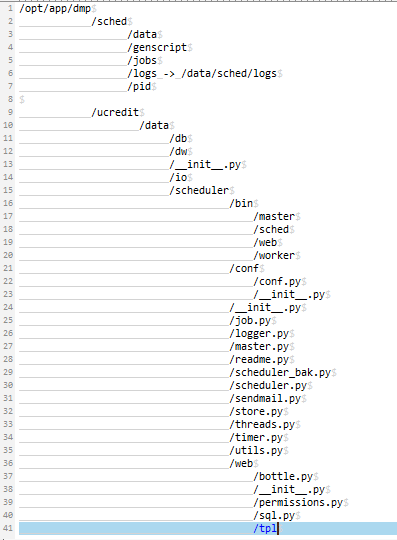 1 /opt/app/dmp$
2 /sched$
3 /data$
4 /genscript$
5 /jobs$
6 /logs_->_/data/sched/logs$
7 /pid$
8 $
9 /ucredit$
10 /data$
11 /db$
12 /dw$
13 /__init__.py$
14 /io$
15 /scheduler$
16 /bin$
17 /master$
18 /sched$
19 /web$
20 /worker$
21 /conf$
22 /conf.py$
23 /__init__.py$
24 /__init__.py$
25 /job.py$
26 /logger.py$
27 /master.py$
28 /readme.py$
29 /scheduler_bak.py$
30 /scheduler.py$
31 /sendmail.py$
32 /store.py$
33 /threads.py$
34 /timer.py$
35 /utils.py$
36 /web$
37 /bottle.py$
38 /__init__.py$
39 /permissions.py$
40 /sql.py$
41 /tpl